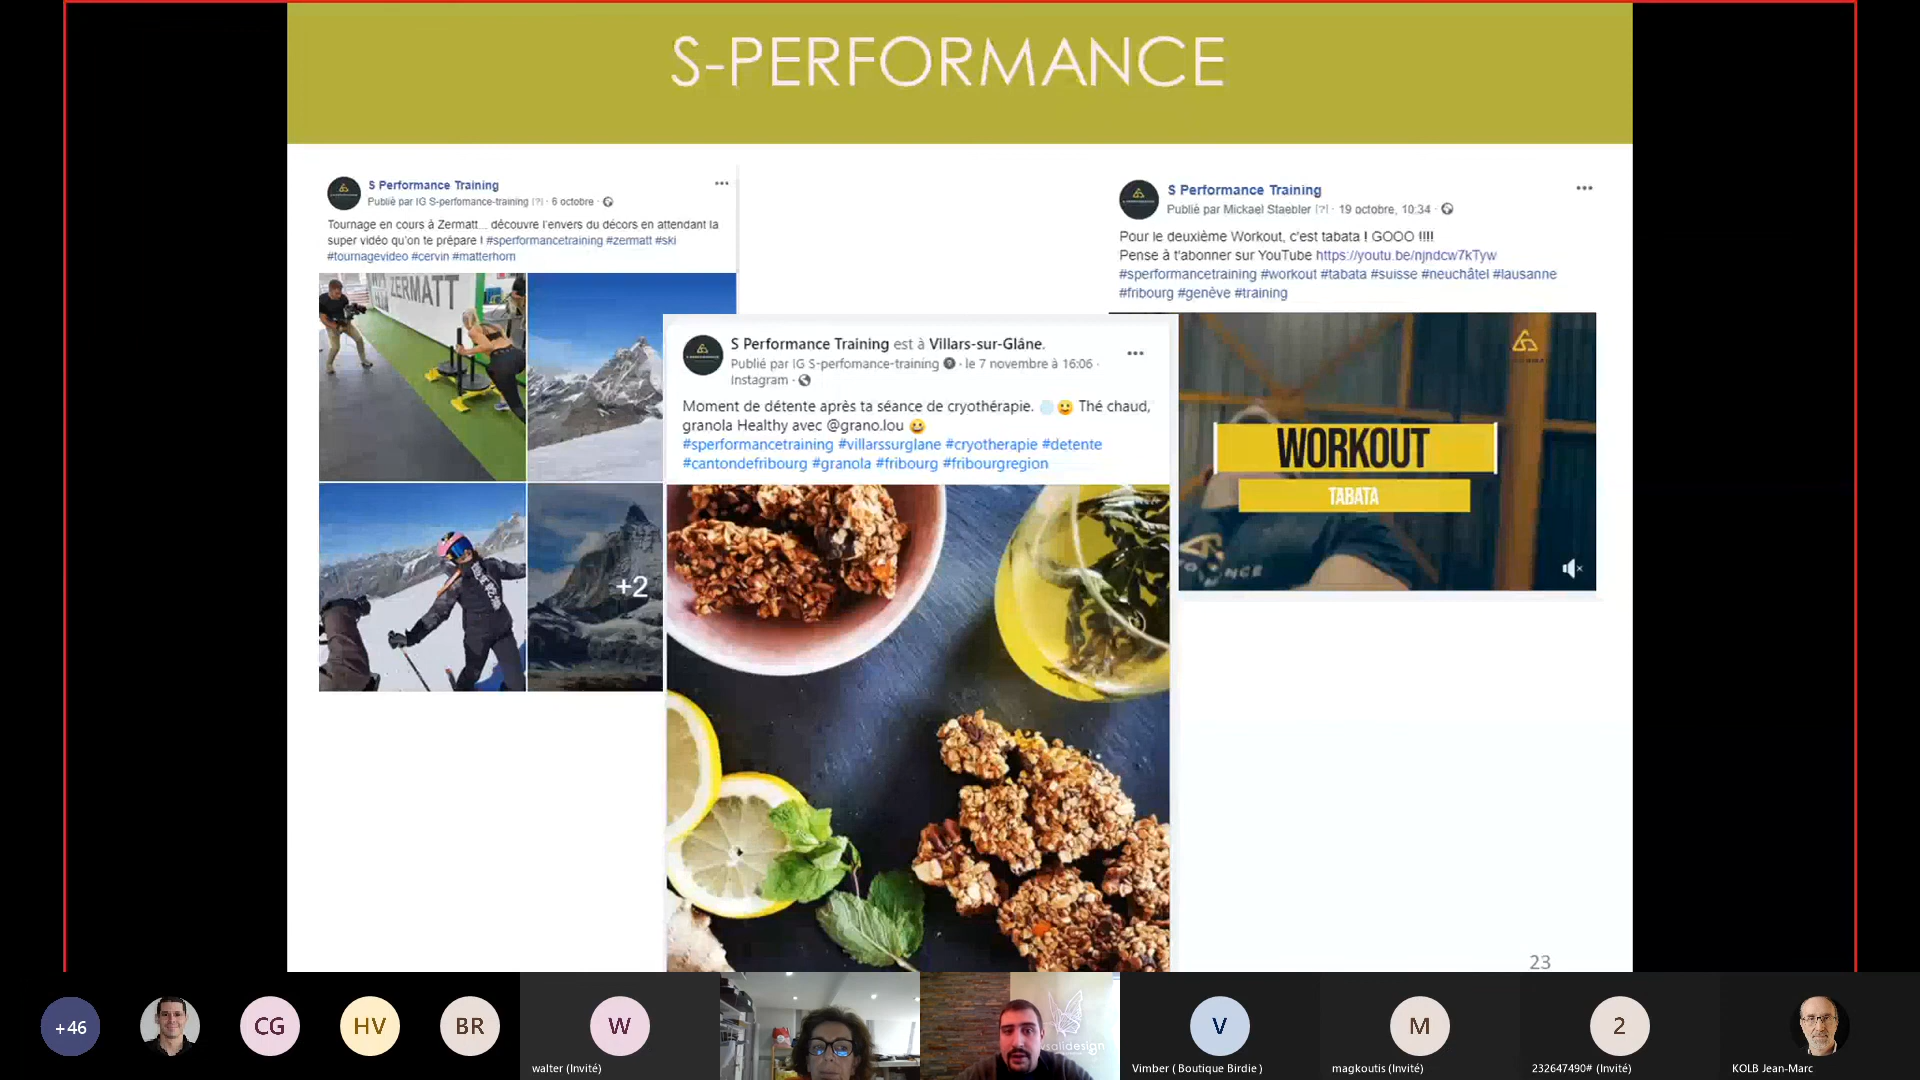 S-PERFORMANCE
S Performance Training
Publié par IG S-perfomance-training [?] · 6 octobre ·
Tournage en cours à Zermatt... découvre l'envers du décors en attendant la
super vidéo qu'on te prépare ! #sperformancetraining #zermatt #ski
#tournagevideo #cervin #matterhorn
ZERMATT
+2
S Performance Training est à Villars-sur-Glâne.
Publié par IG S-perfomance-training · le 7 novembre à 16:06 ·
Instagram ·
Moment de détente après ta séance de cryothérapie. Thé chaud,
granola Healthy avec @grano.lou 😀
#sperformancetraining #villarssurglane #cryotherapie #detente
#cantondefribourg #granola #fribourg #fribourgregion
S Performance Training
Publié par Mickael Staebler [?] · 19 octobre, 10:34 ·
Pour le deuxième Workout, c'est tabata ! GOOO !!!!
Pense à t'abonner sur YouTube https://youtu.be/njndcw7kTyw
#sperformancetraining #workout #tabata #suisse #neuchâtel #lausanne
#fribourg #genève #training
WORKOUT
TABATA
23
+46
CG
HV
BR
W
walter (Invité)
solidesign
V
Vimber ( Boutique Birdie )
M
magkoutis (Invité)
2
232647490# (Invité)
KOLB Jean-Marc